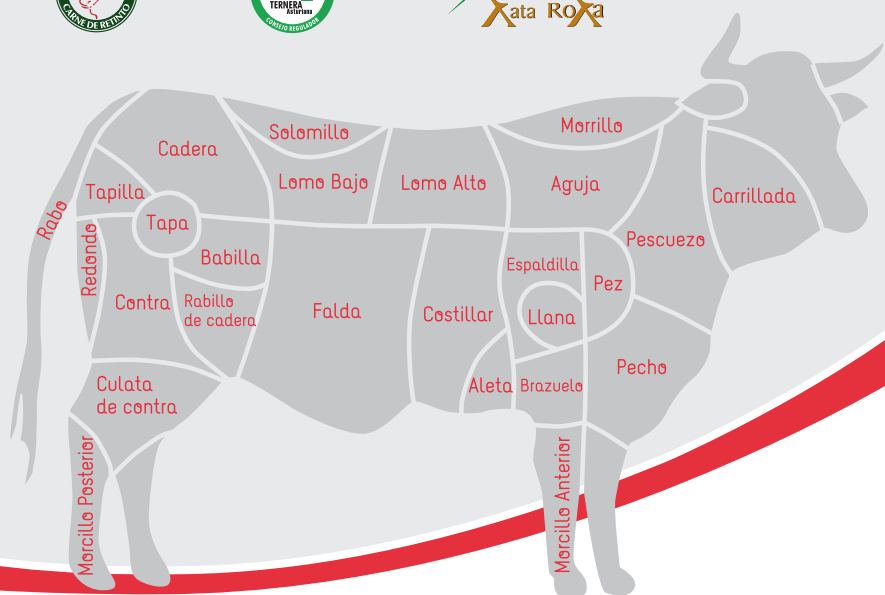 CARNE DE RETINTO
TERNERA
Asturiana
CONSEJO REGULADOR
Xata Roxa
Solomillo
Morrillo
Cadera
Lomo Bajo
Lomo Alto
Aguja
Carrillada
Tapilla
Tapa
Rabo
Redondo
Babilla
Espaldilla
Pescuezo
Pez
Contra
Rabillo
de cadera
Falda
Costillar
Llana
Pecho
Culata
de contra
Aleta
Brazuelo
Morcillo Posterior
Morcillo Anterior